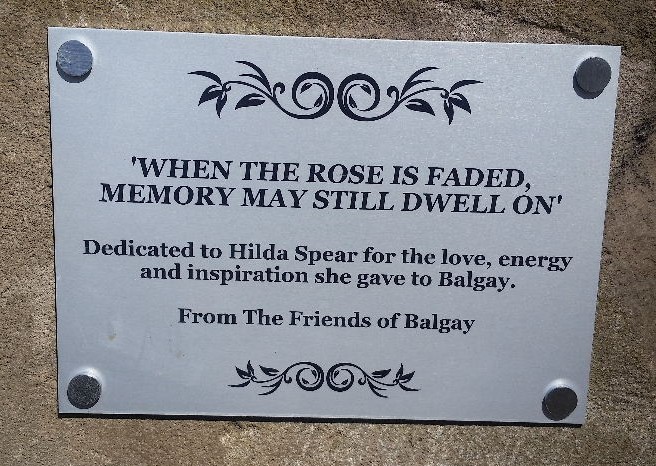 'WHEN THE ROSE IS FADED,
MEMORY MAY STILL DWELL ON'
Dedicated to Hilda Spear for the love, energy
and inspiration she gave to Balgay.
From The Friends of Balgay